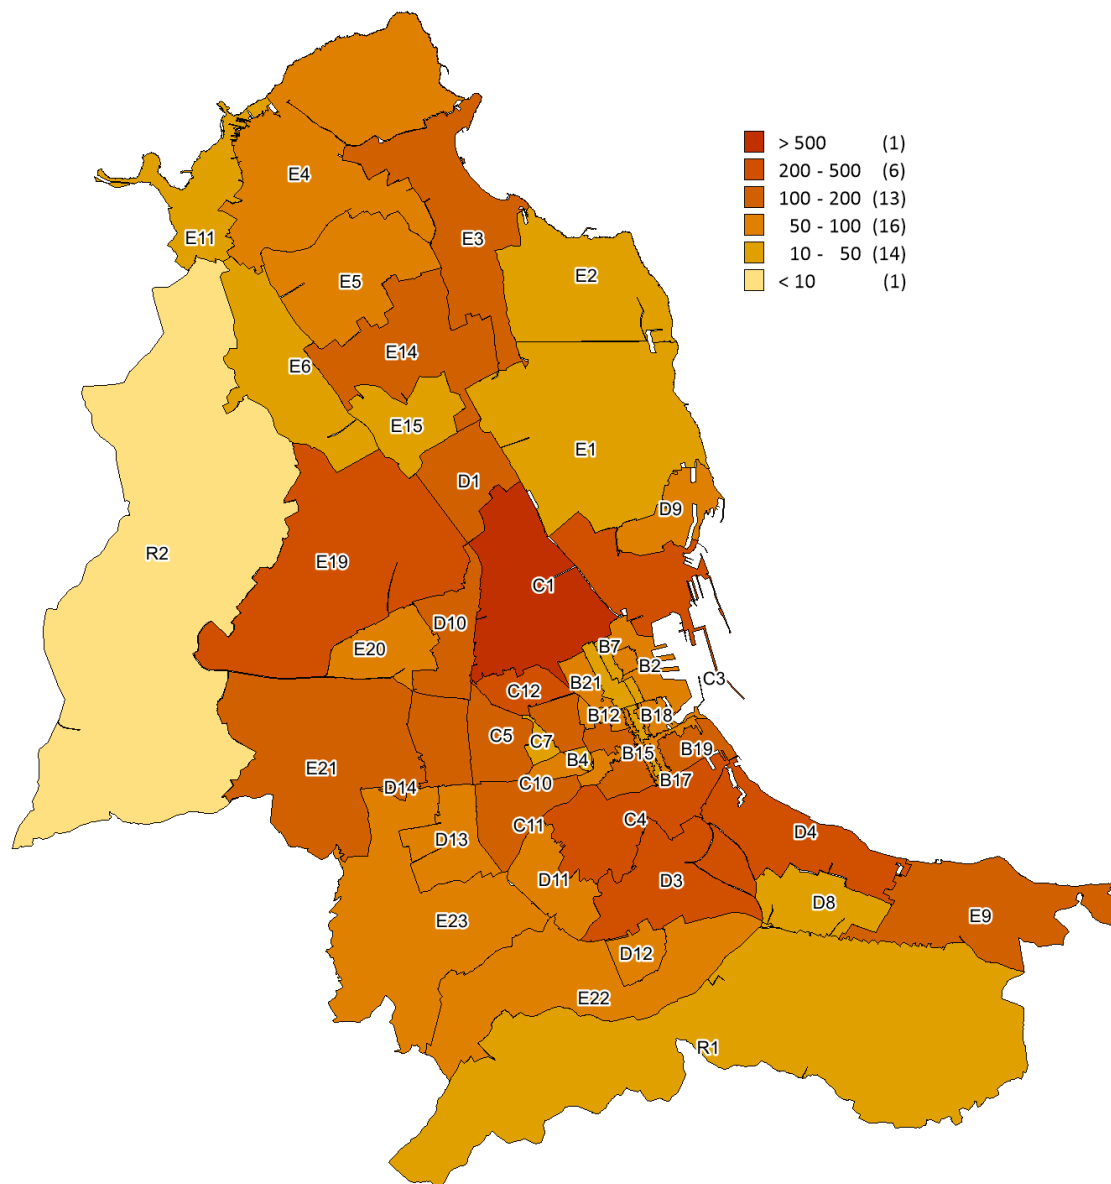 > 500 (1)
200 - 500 (6)
100 - 200 (13)
50 - 100 (16)
10 - 50 (14)
< 10 (1)
E4
E11
E3
E2
E5
E14
E6
E15
E1
D1
D9
R2
E19
C1
D10
E20
B7
B2
B21
C12
C3
B12
B18
C5
C7
B15
B19
B4
E21
C10
B17
D14
C11
C4
D4
D13
D11
D3
D8
E9
E23
D12
E22
R1